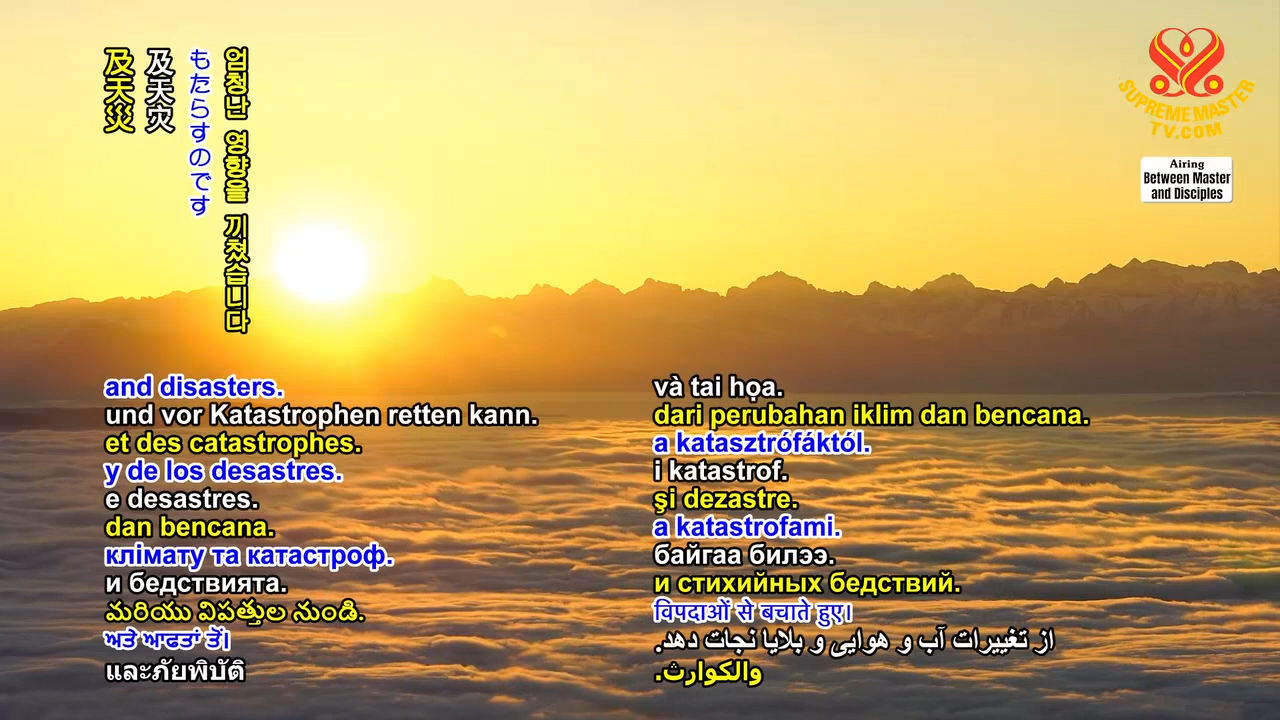 及天災
及天灾
もたらすのです
엄청난 영향을 끼쳤습니다
SUPREME MASTER
TV.COM
Airing
Between Master
and Disciples
and disasters.
und vor Katastrophen retten kann.
et des catastrophes.
y de los desastres.
e desastres.
dan bencana.
клімату та катастроф.
и бедствията.
మరియు విపత్తుల నుండి.
ਅਤੇ ਆਫਤਾਂ ਤੋਂ।
และภัยพิบัติ
và tai họa.
dari perubahan iklim dan bencana.
a katasztrófáktól.
i katastrof.
şi dezastre.
a katastrofami.
байгаа билээ.
и стихийных бедствий.
विपदाओं से बचाते हुए।
از تغییرات آب و هوایی و بلایا نجات دهد.
والكوارث.